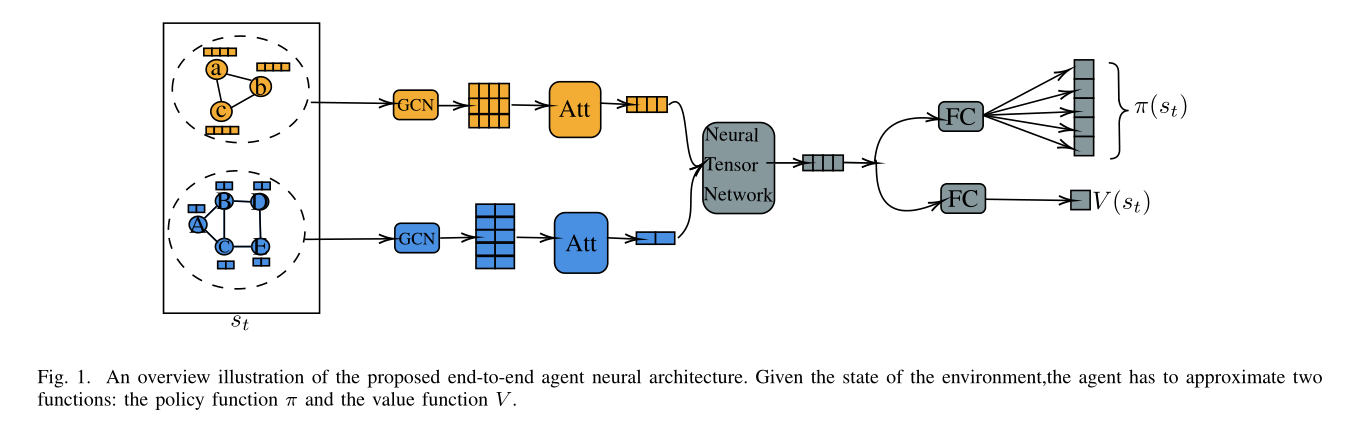 a
b
c
GCN
Att
B
D
A
C
E
GCN
Att
Neural
Tensor
Network
FC
π(s_t)
FC
V(s_t)
s_t
Fig. 1. An overview illustration of the proposed end-to-end agent neural architecture. Given the state of the environment,the agent has to approximate two
functions: the policy function π and the value function V.